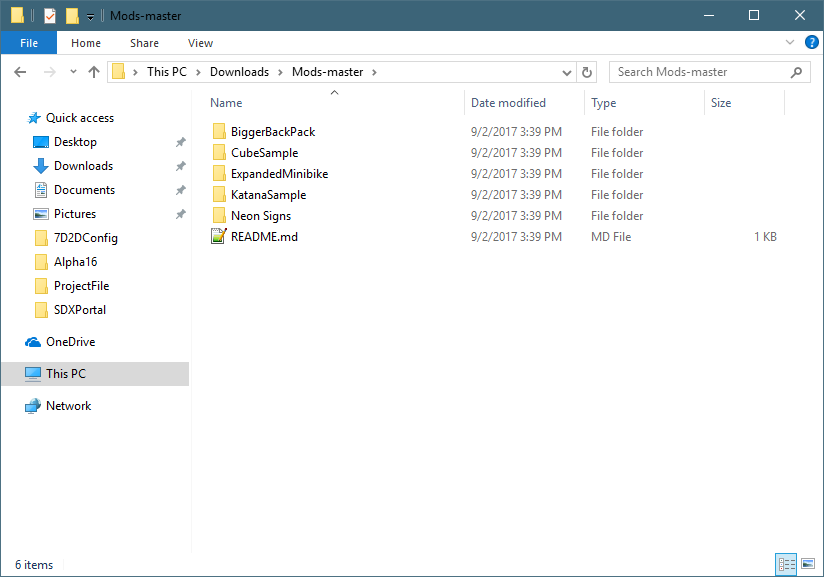 Mods-master
File Home Share View
This PC Downloads Mods-master Search Mods-master
Name Date modified Type Size
Quick access
Desktop
Downloads
Documents
Pictures
7D2DConfig
Alpha16
ProjectFile
SDXPortal
OneDrive
This PC
Network
BiggerBackPack 9/2/2017 3:39 PM File folder
CubeSample 9/2/2017 3:39 PM File folder
ExpandedMinibike 9/2/2017 3:39 PM File folder
KatanaSample 9/2/2017 3:39 PM File folder
Neon Signs 9/2/2017 3:39 PM File folder
README.md 9/2/2017 3:39 PM MD File 1 KB
6 items